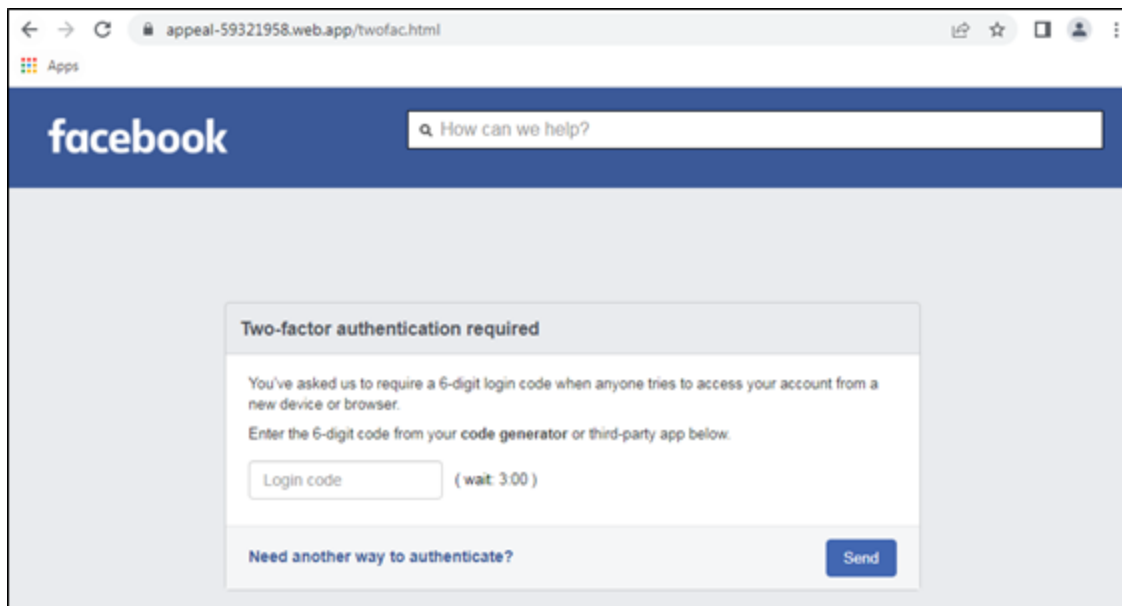 appeal-59321958.web.app/twofac.html
Apps
facebook
How can we help?
Two-factor authentication required
You've asked us to require a 6-digit login code when anyone tries to access your account from a
new device or browser.
Enter the 6-digit code from your code generator or third-party app below.
Login code
( wait: 3:00 )
Need another way to authenticate?
Send